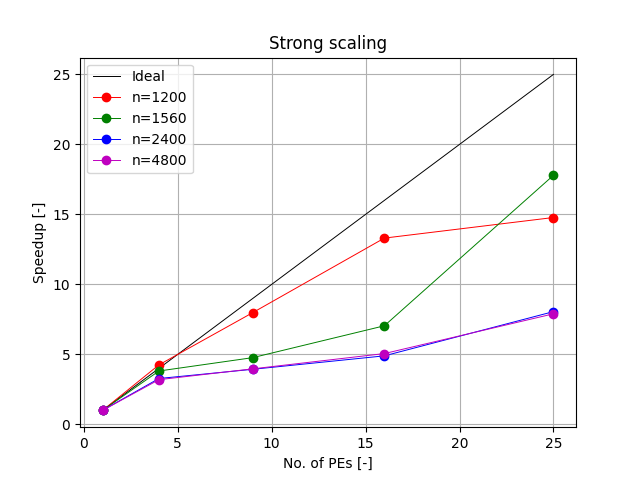 Strong scaling
Ideal
n=1200
n=1560
n=2400
n=4800
25
20
15
10
5
0
Speedup [-]
0 5 10 15 20 25
No. of PEs [-]